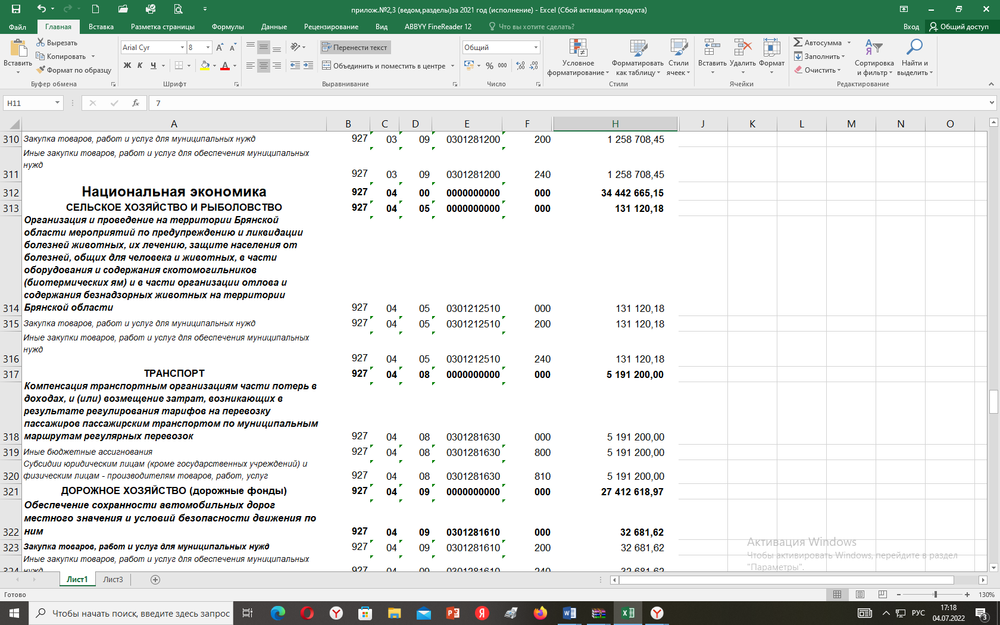 прилож.№2,3 (ведом,разделы)за 2021 год (исполнение) - Excel (Сбой активации продукта)
Файл Главная Вставка Разметка страницы Формулы Данные Рецензирование Вид ABBYY FineReader 12 Что вы хотите сделать? Вход Общий доступ
Вставить
Вырезать
Копировать
Формат по образцу
Буфер обмена
Arial Cyr 8
Ж К Ч
Шрифт
Перенести текст
Объединить и поместить в центре
Выравнивание
Общий
% 000
Число
Условное форматирование
Форматировать как таблицу
Стили ячеек
Стили
Вставить Удалить Формат
Ячейки
Автосумма
Заполнить
Очистить
Сортировка и фильтр
Найти и выделить
Редактирование
H11 fx 7
A B C D E F H J K L M N O
310 Закупка товаров, работ и услуг для муниципальных нужд 927 03 09 0301281200 200 1 258 708,45
Иные закупки товаров, работ и услуг для обеспечения муниципальных
нужд
311 927 03 09 0301281200 240 1 258 708,45
312 Национальная экономика 927 04 00 0000000000 000 34 442 665,15
313 СЕЛЬСКОЕ ХОЗЯЙСТВО И РЫБОЛОВСТВО 927 04 05 0000000000 000 131 120,18
Организация и проведение на территории Брянской
области мероприятий по предупреждению и ликвидации
болезней животных, их лечению, защите населения от
болезней, общих для человека и животных, в части
оборудования и содержания скотомогильников
(биотермических ям) и в части организации отлова и
содержания безнадзорных животных на территории
314 Брянской области 927 04 05 0301212510 000 131 120,18
315 Закупка товаров, работ и услуг для муниципальных нужд 927 04 05 0301212510 200 131 120,18
Иные закупки товаров, работ и услуг для обеспечения муниципальных
нужд
316 927 04 05 0301212510 240 131 120,18
317 ТРАНСПОРТ 927 04 08 0000000000 000 5 191 200,00
Компенсация транспортным организациям части потерь в
доходах, и (или) возмещение затрат, возникающих в
результате регулирования тарифов на перевозку
пассажиров пассажирским транспортом по муниципальным
318 маршрутам регулярных перевозок 927 04 08 0301281630 000 5 191 200,00
319 Иные бюджетные ассигнования 927 04 08 0301281630 800 5 191 200,00
Субсидии юридическим лицам (кроме государственных учреждений) и
320 физическим лицам - производителям товаров, работ, услуг 927 04 08 0301281630 810 5 191 200,00
321 ДОРОЖНОЕ ХОЗЯЙСТВО (дорожные фонды) 927 04 09 0000000000 000 27 412 618,97
Обеспечение сохранности автомобильных дорог
местного значения и условий безопасности движения по
322 ним 927 04 09 0301281610 000 32 681,62
323 Закупка товаров, работ и услуг для муниципальных нужд 927 04 09 0301281610 200 32 681,62
Иные закупки товаров, работ и услуг для обеспечения муниципальных
324 нужд 927 04 09 0301281610 240 32 681,62
Активация Windows
Чтобы активировать Windows, перейдите в раздел
"Параметры".
Лист1 Лист3
Готово 130%
Чтобы начать поиск, введите здесь запрос
РУС
17:18
04.07.2022
3